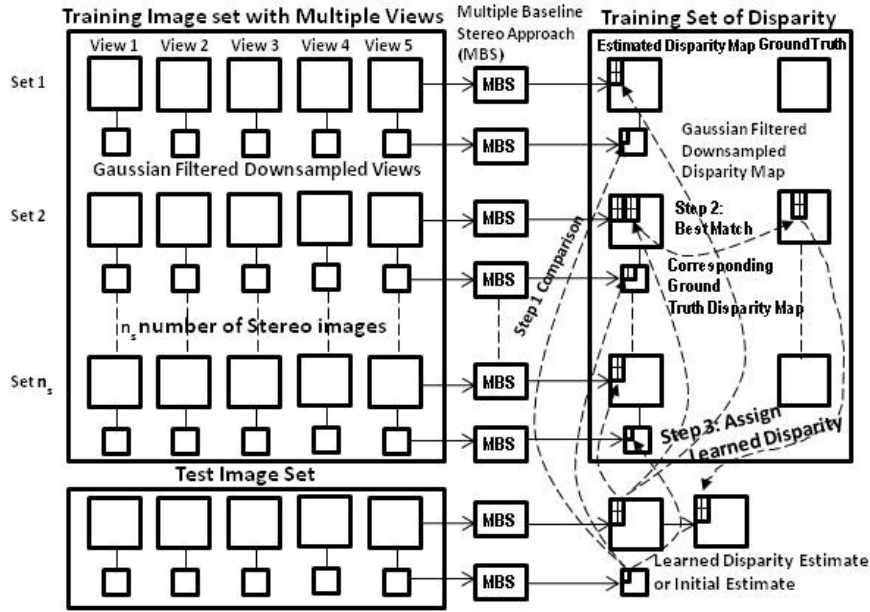 Training Image set with Multiple Views
Multiple Baseline
Stereo Approach
(MBS)
Training Set of Disparity
View 1 View 2 View 3 View 4 View 5
Estimated Disparity Map Ground Truth
Set 1
MBS
MBS
Gaussian Filtered
Downsampled
Disparity Map
Gaussian Filtered Downsampled Views
Set 2
MBS
Step 2:
Best Match
MBS
Corresponding
Ground
Truth Disparity Map
Step 1 Comparison
n_s number of Stereo images
Set n_s
MBS
MBS
Step 3: Assign
Learned Disparity
Test Image Set
MBS
MBS
Learned Disparity Estimate
or Initial Estimate